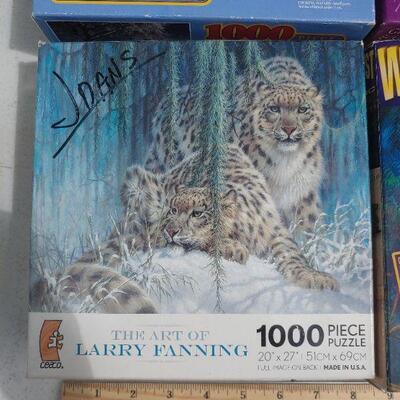 1000
W
JDANS
THE ART OF
LARRY FANNING
1000 PIECE
PUZZLE
20" x 27" | 51CM x 69CM
FULL IMAGE ON BACK | MADE IN U.S.A.
ceaco